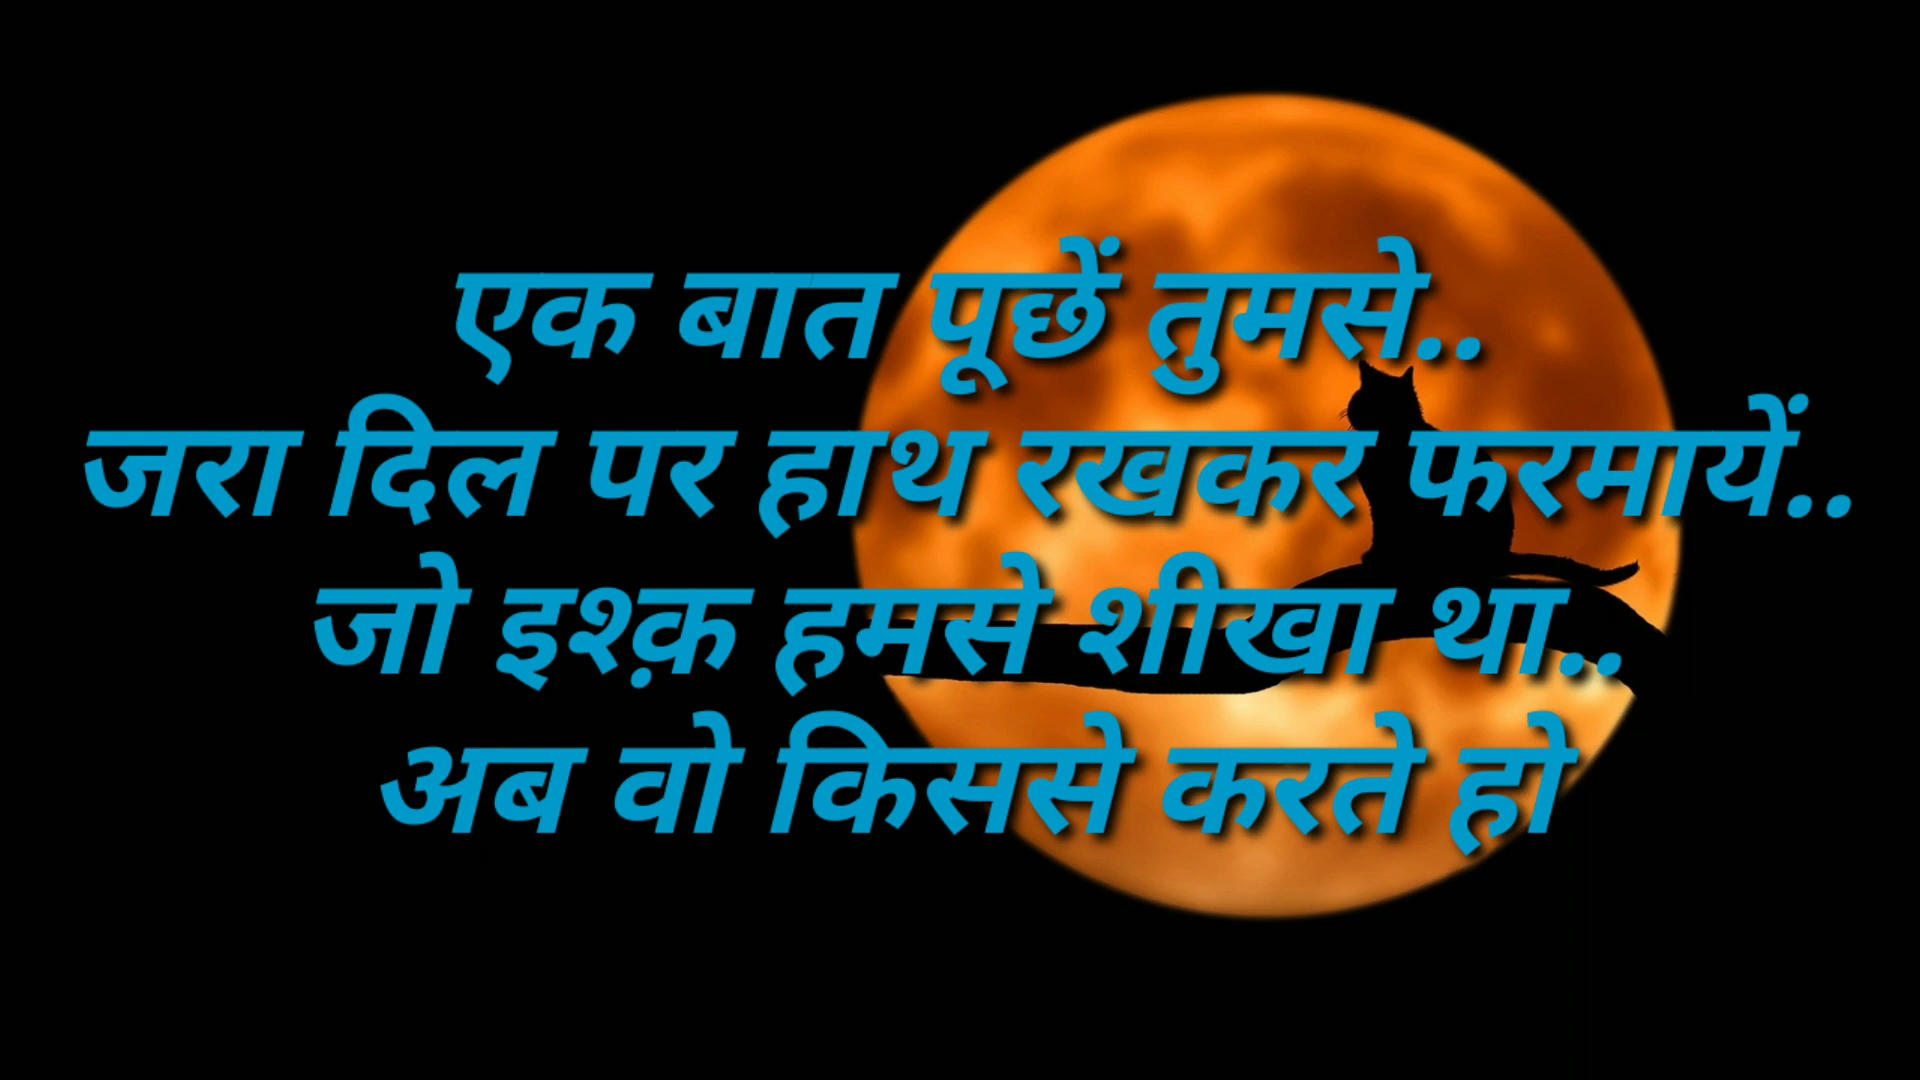 एक बात पूछें तुमसे..
जरा दिल पर हाथ रखकर फरमायें..
जो इश्क़ हमसे शीखा था..
अब वो किससे करते हो